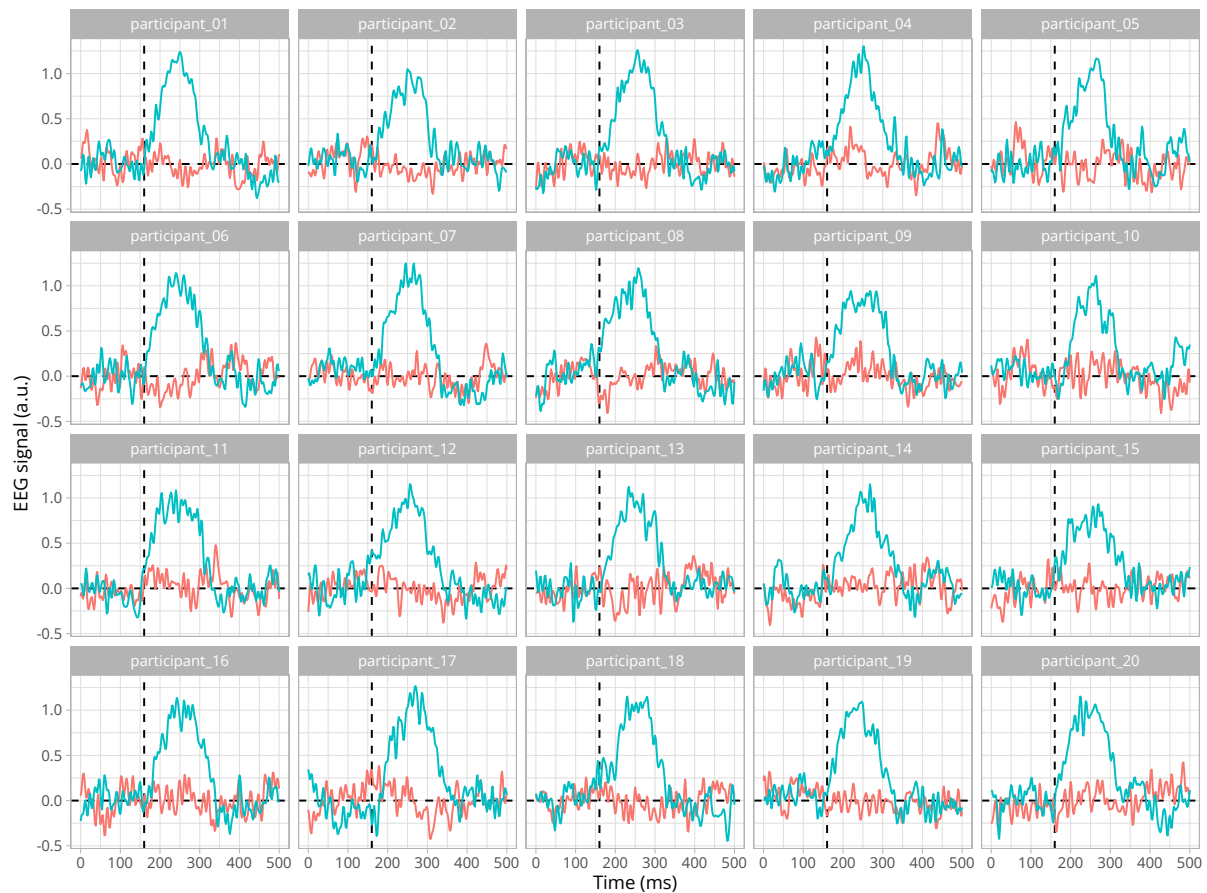 participant_01 participant_02 participant_03 participant_04 participant_05
1.0
0.5
0.0
-0.5
participant_06 participant_07 participant_08 participant_09 participant_10
1.0
0.5
0.0
-0.5
participant_11 participant_12 participant_13 participant_14 participant_15
1.0
0.5
0.0
-0.5
participant_16 participant_17 participant_18 participant_19 participant_20
1.0
0.5
0.0
-0.5
0 100 200 300 400 500 0 100 200 300 400 500 0 100 200 300 400 500 0 100 200 300 400 500 0 100 200 300 400 500
Time (ms)
EEG signal (a.u.)